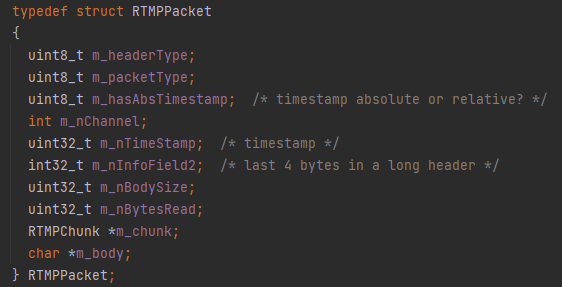 typedef struct RTMPPacket
{
  uint8_t m_headerType;
  uint8_t m_packetType;
  uint8_t m_hasAbsTimestamp;  /* timestamp absolute or relative? */
  int m_nChannel;
  uint32_t m_nTimeStamp;  /* timestamp */
  int32_t m_nInfoField2;  /* last 4 bytes in a long header */
  uint32_t m_nBodySize;
  uint32_t m_nBytesRead;
  RTMPChunk *m_chunk;
  char *m_body;
} RTMPPacket;